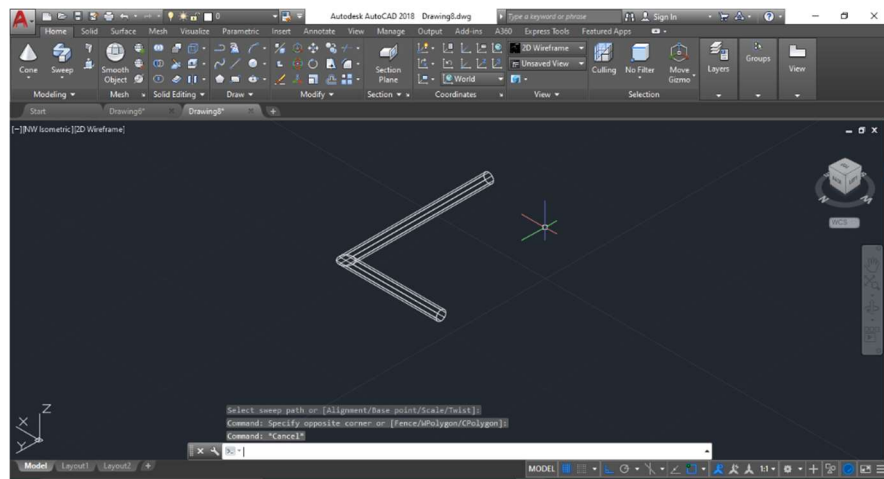 Autodesk AutoCAD 2018 Drawing8.dwg
Type a keyword or phrase
Sign In
Home Solid Surface Mesh Visualize Parametric Insert Annotate View Manage Output Add-ins A360 Express Tools Featured Apps
2D Wireframe
Unsaved View
World
Cone Sweep Smooth Object Section Plane Culling No Filter Move Gizmo Layers Groups View
Modeling Mesh Solid Editing Draw Modify Section Coordinates View Selection
Start Drawing6* Drawing8* +
[−][NW Isometric][2D Wireframe]
WCS
Z
X
Y
Select sweep path or [Alignment/Base point/Scale/Twist]:
Command: Specify opposite corner or [Fence/WPolygon/CPolygon]:
Command: *Cancel*
Model Layout1 Layout2 +
MODEL 1:1